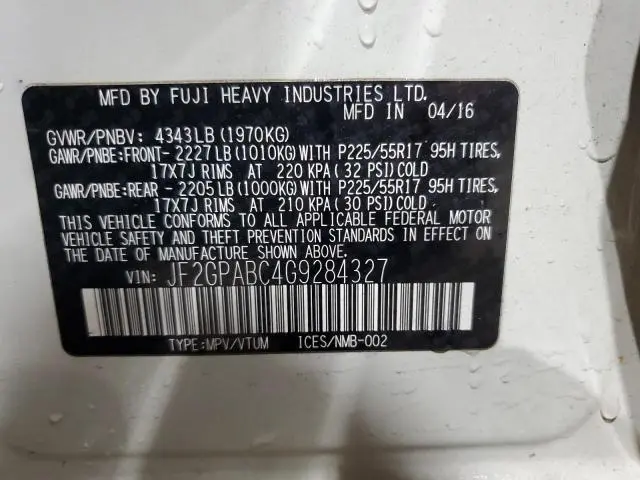 MFD BY FUJI HEAVY INDUSTRIES LTD.
MFD IN 04/16
GVWR/PNBV: 4343LB (1970KG)
GAWR/PNBE:FRONT- 2227LB (1010KG) WITH P225/55R17 95H TIRES,
17X7J RIMS AT 220 KPA (32 PSI) COLD
GAWR/PNBE:REAR - 2205LB (1000KG) WITH P225/55R17 95H TIRES,
17X7J RIMS AT 210 KPA (30 PSI) COLD
THIS VEHICLE CONFORMS TO ALL APPLICABLE FEDERAL MOTOR
VEHICLE SAFETY AND THEFT PREVENTION STANDARDS IN EFFECT ON
THE DATE OF MANUFACTURE SHOWN ABOVE.
VIN: JF2GPABC4G9284327
TYPE:MPV/VTUM ICES/NMB-002